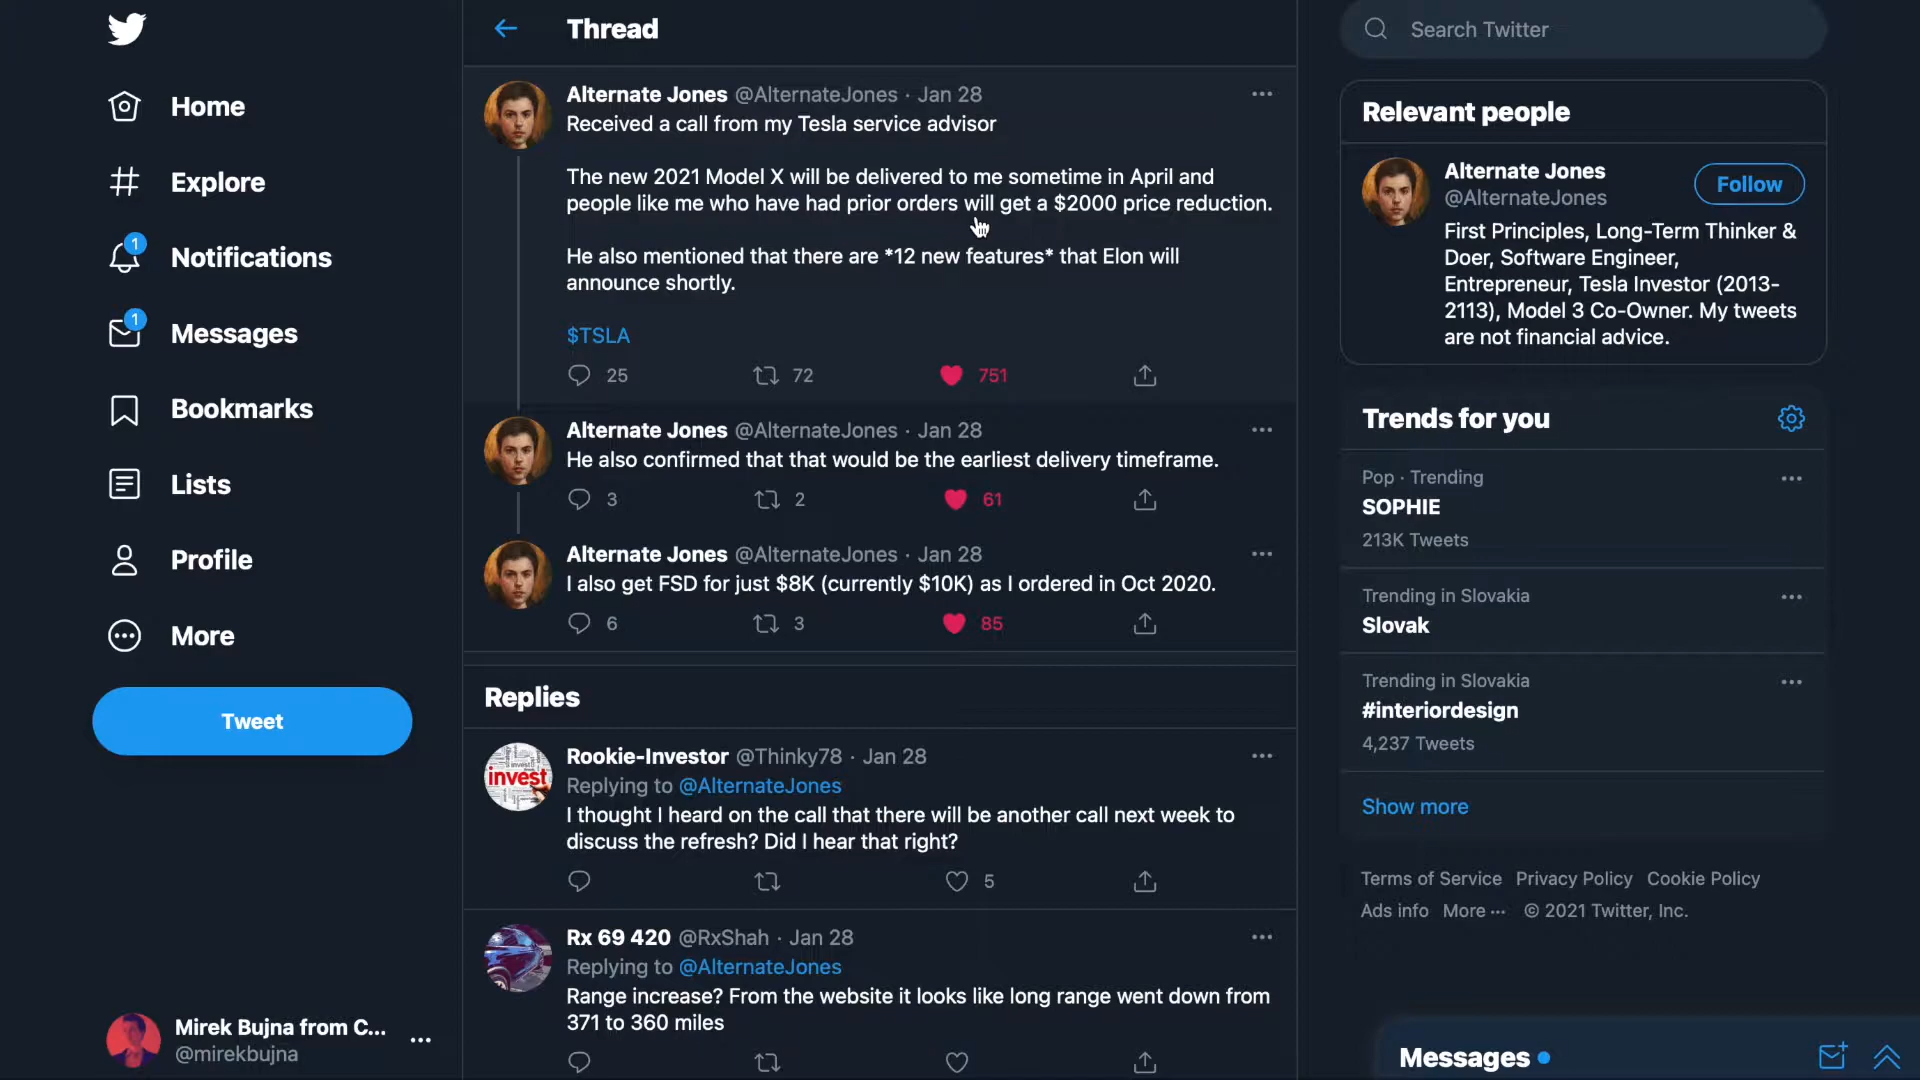 Home
Explore
1
Notifications
1
Messages
Bookmarks
Lists
Profile
More
Tweet
Mirek Bujna from C...
@mirekbujna
Thread
Alternate Jones @AlternateJones · Jan 28
Received a call from my Tesla service advisor
The new 2021 Model X will be delivered to me sometime in April and
people like me who have had prior orders will get a $2000 price reduction.
He also mentioned that there are *12 new features* that Elon will
announce shortly.
$TSLA
25 72 751
Alternate Jones @AlternateJones · Jan 28
He also confirmed that that would be the earliest delivery timeframe.
3 2 61
Alternate Jones @AlternateJones · Jan 28
I also get FSD for just $8K (currently $10K) as I ordered in Oct 2020.
6 3 85
Replies
invest
Rookie-Investor @Thinky78 · Jan 28
Replying to @AlternateJones
I thought I heard on the call that there will be another call next week to
discuss the refresh? Did I hear that right?
5
Rx 69 420 @RxShah · Jan 28
Replying to @AlternateJones
Range increase? From the website it looks like long range went down from
371 to 360 miles
Search Twitter
Relevant people
Alternate Jones
@AlternateJones
Follow
First Principles, Long-Term Thinker &
Doer, Software Engineer,
Entrepreneur, Tesla Investor (2013-
2113), Model 3 Co-Owner. My tweets
are not financial advice.
Trends for you
Pop · Trending
SOPHIE
213K Tweets
Trending in Slovakia
Slovak
Trending in Slovakia
#interiordesign
4,237 Tweets
Show more
Terms of Service Privacy Policy Cookie Policy
Ads info More ··· © 2021 Twitter, Inc.
Messages